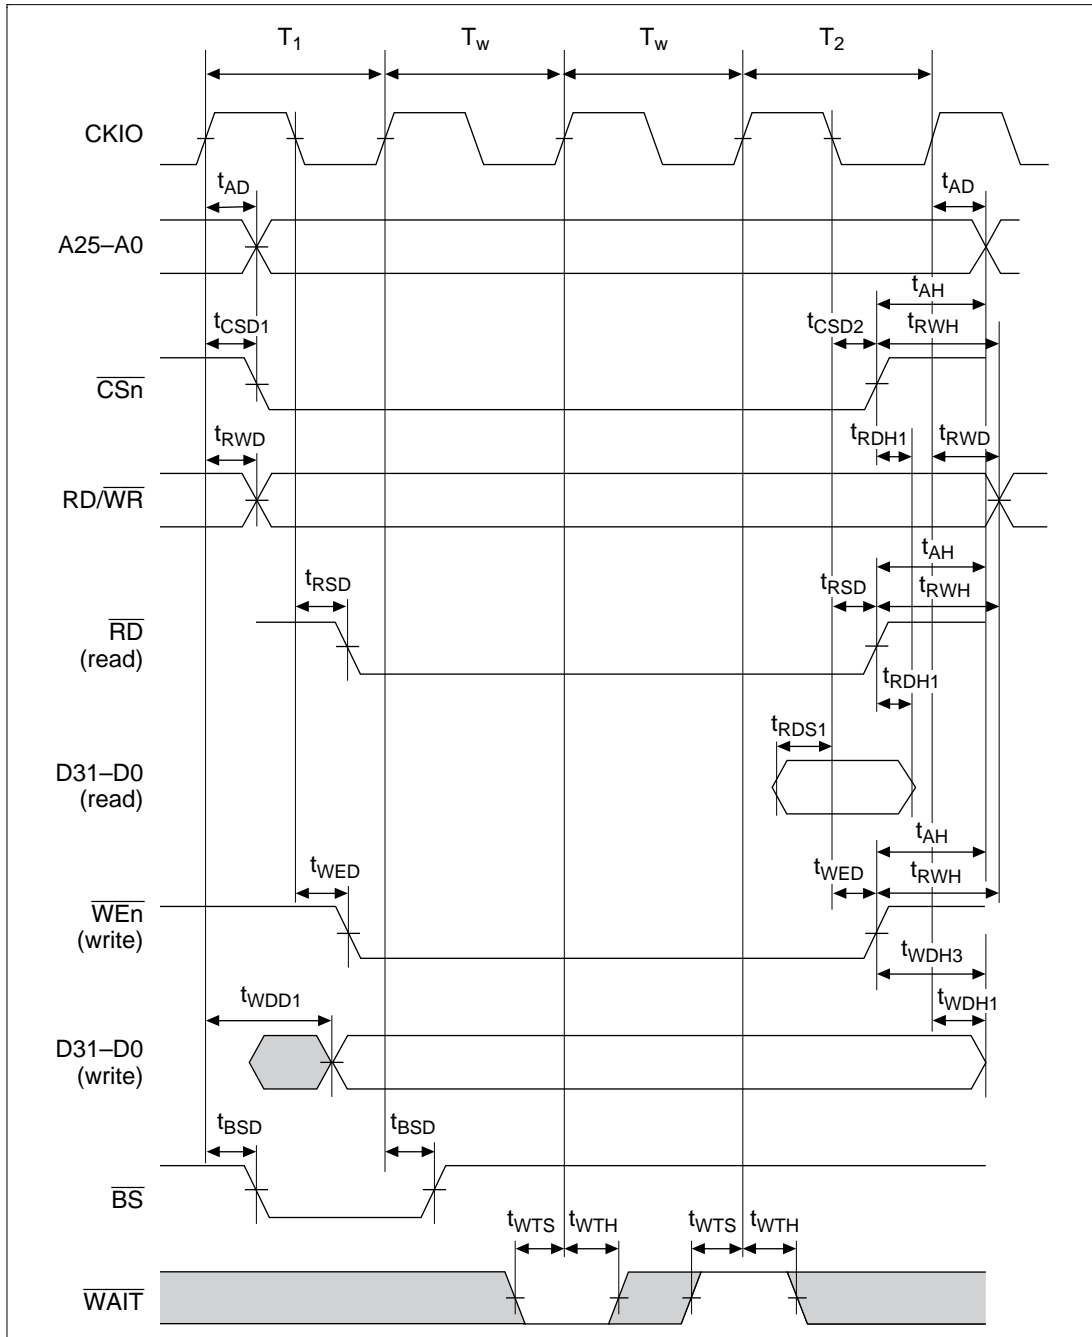 T1 Tw Tw T2
CKIO
tAD tAD
A25–A0
tAH
tCSD1 tCSD2 tRWH
CSn
tRWD tRDH1 tRWD
RD/WR
tAH
tRSD tRSD tRWH
RD
(read)
tRDH1
tRDS1
D31–D0
(read)
tAH
tWED tWED tRWH
WEn
(write)
tWDH3
tWDD1 tWDH1
D31–D0
(write)
tBSD tBSD
BS
tWTS tWTH tWTS tWTH
WAIT